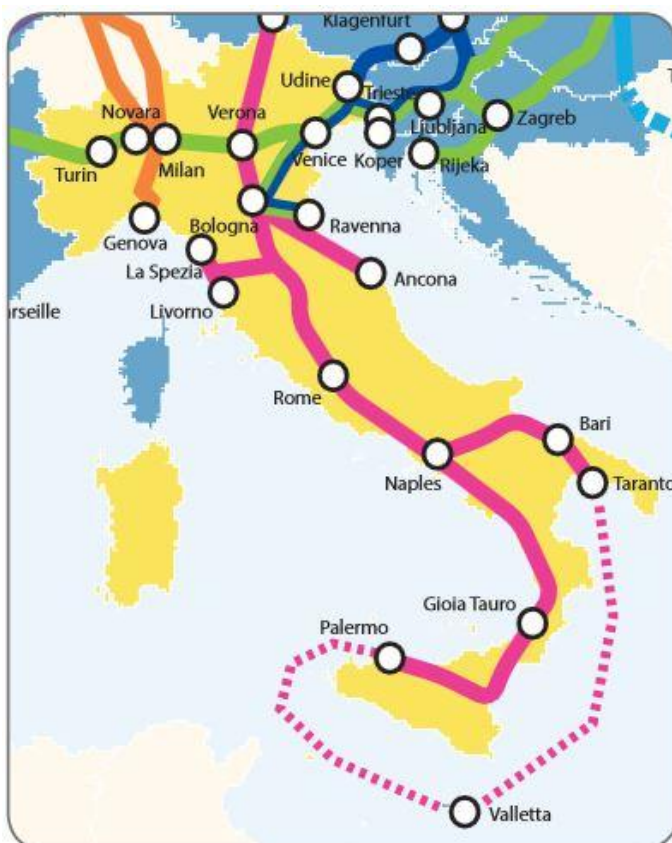 Klagenfurt
Udine
Trieste
Novara
Verona
Ljubljana
Zagreb
Turin
Milan
Venice
Koper
Rijeka
Genova
Bologna
Ravenna
La Spezia
Ancona
Livorno
arseille
Rome
Bari
Naples
Taranto
Gioia Tauro
Palermo
Valletta